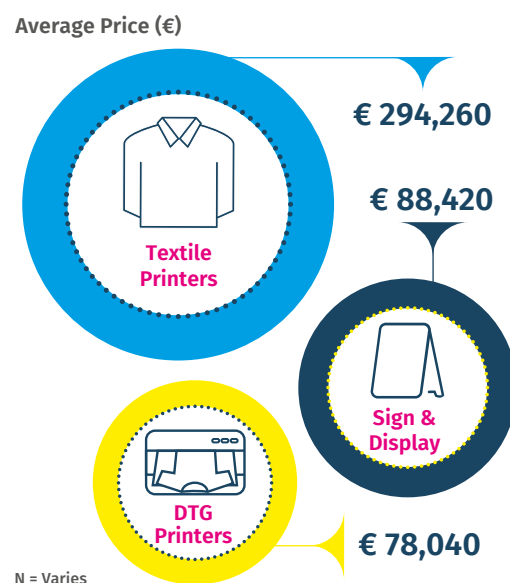 Average Price (€)
€ 294,260
€ 88,420
Textile
Printers
Sign &
Display
DTG
Printers
€ 78,040
N = Varies